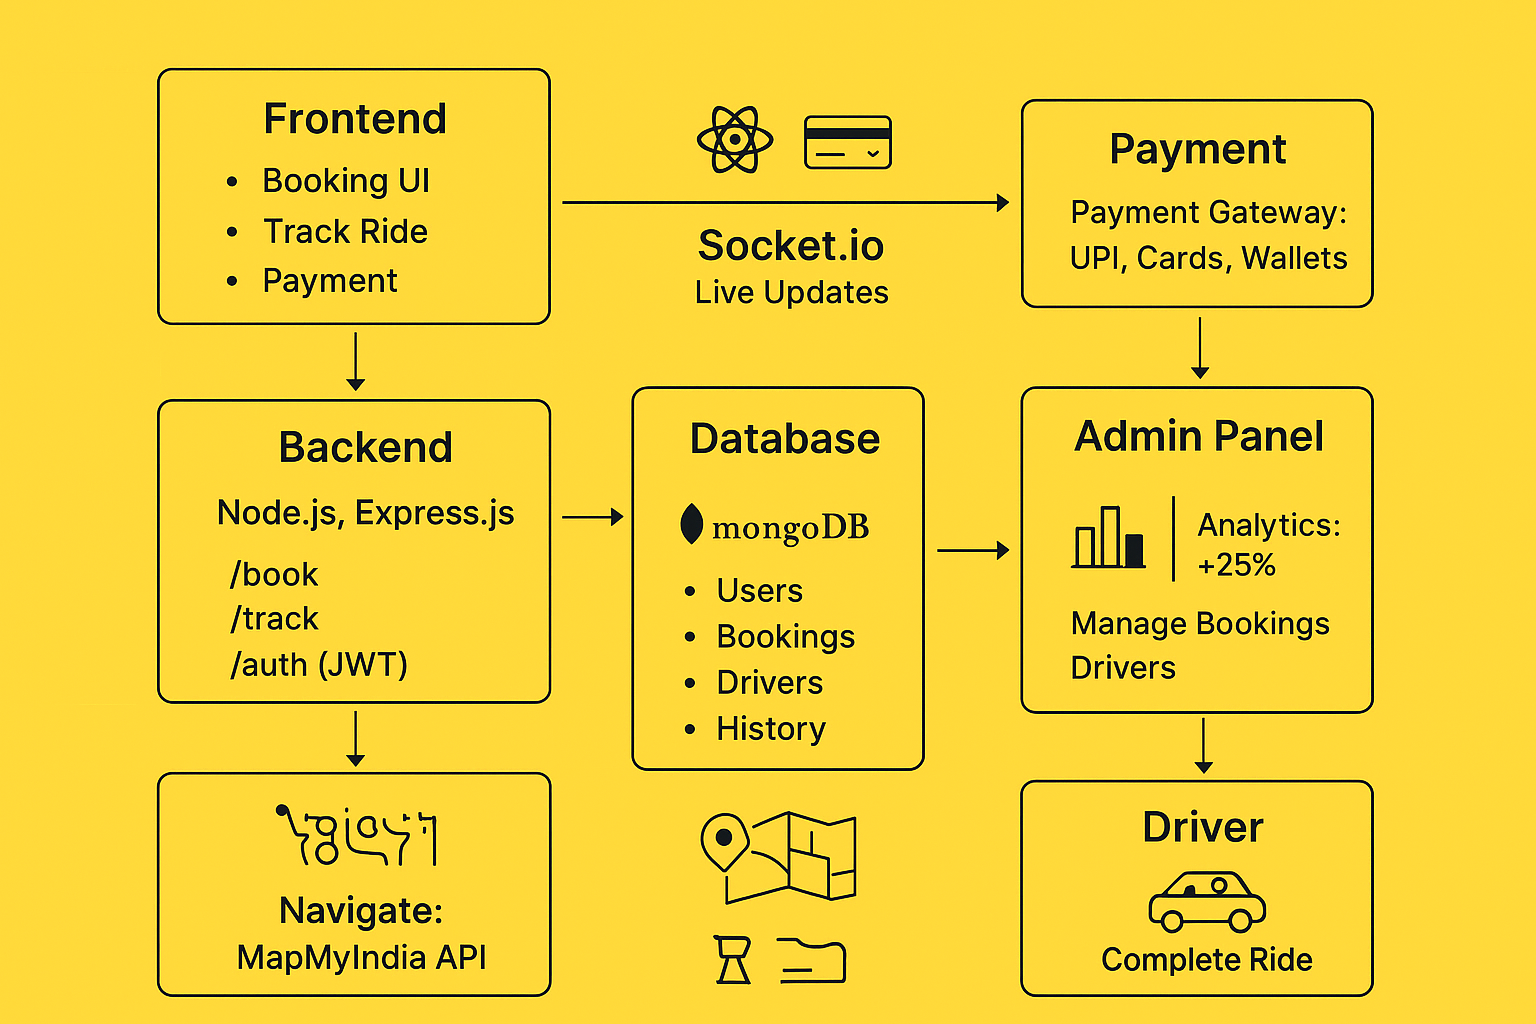 Frontend
• Booking UI
• Track Ride
• Payment
Socket.io
Live Updates
Payment
Payment Gateway:
UPI, Cards, Wallets
Backend
Node.js, Express.js
/book
/track
/auth (JWT)
Database
mongoDB
• Users
• Bookings
• Drivers
• History
Admin Panel
Analytics:
+25%
Manage Bookings
Drivers
Navigate:
MapMyIndia API
Driver
Complete Ride